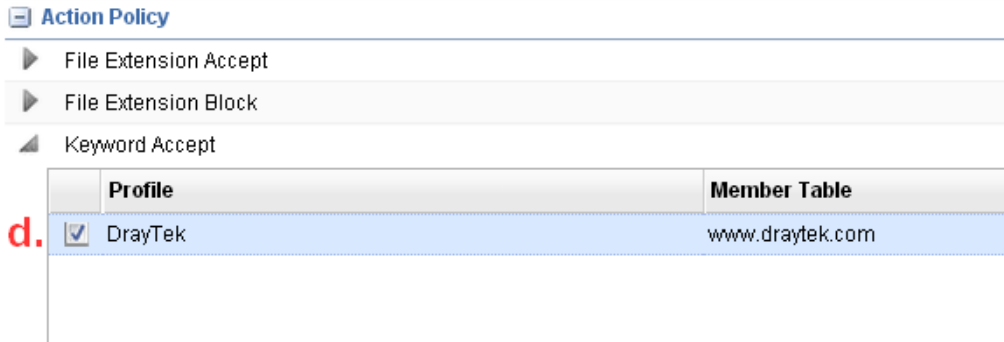 Action Policy
File Extension Accept
File Extension Block
Keyword Accept
Profile Member Table
d. DrayTek www.draytek.com